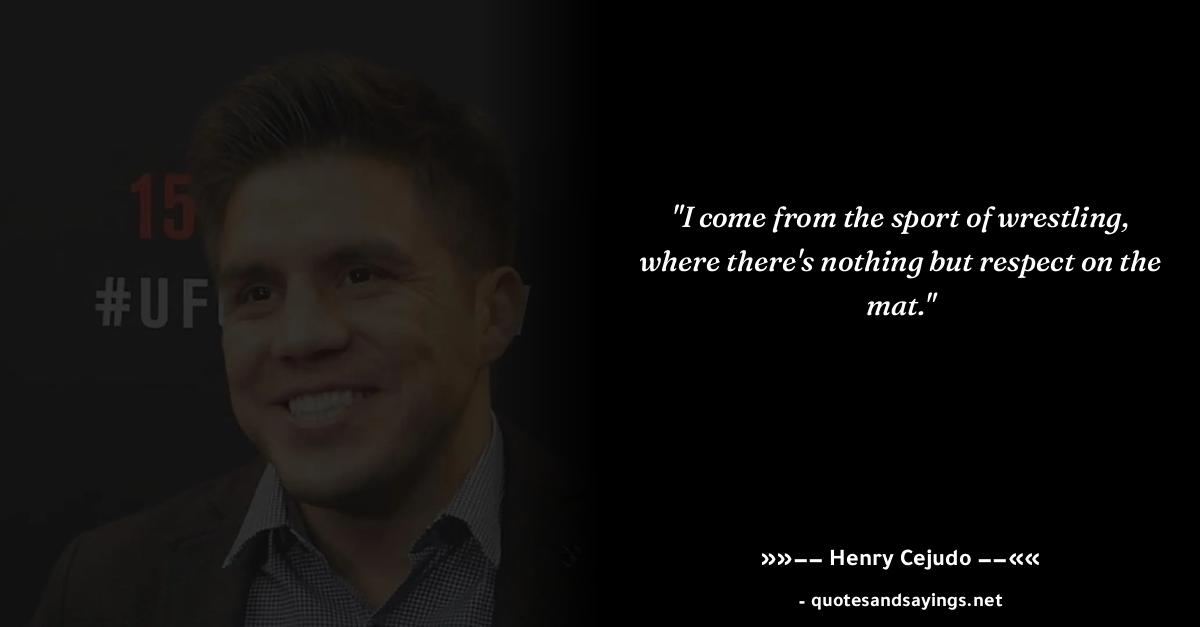 15
#UF
"I come from the sport of wrestling,
where there's nothing but respect on the
mat."
»»−− Henry Cejudo −−««
- quotesandsayings.net